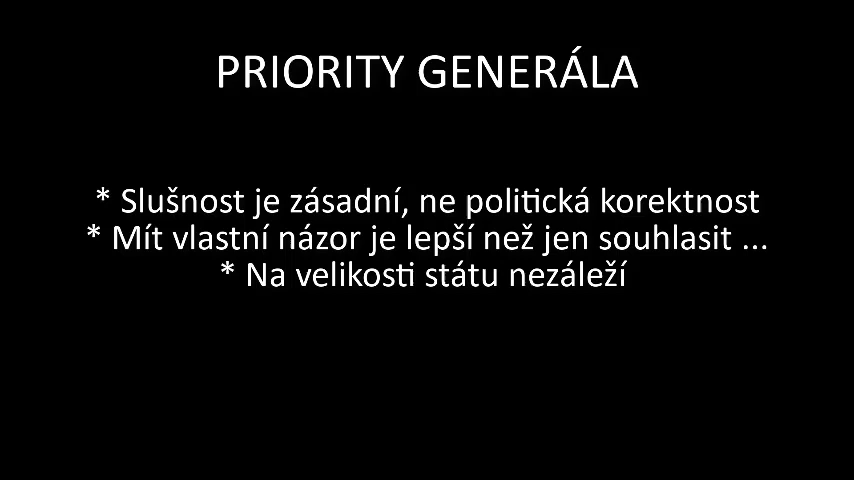 PRIORITY GENERÁLA
* Slušnost je zásadní, ne politická korektnost
* Mít vlastní názor je lepší než jen souhlasit ...
* Na velikosti státu nezáleží